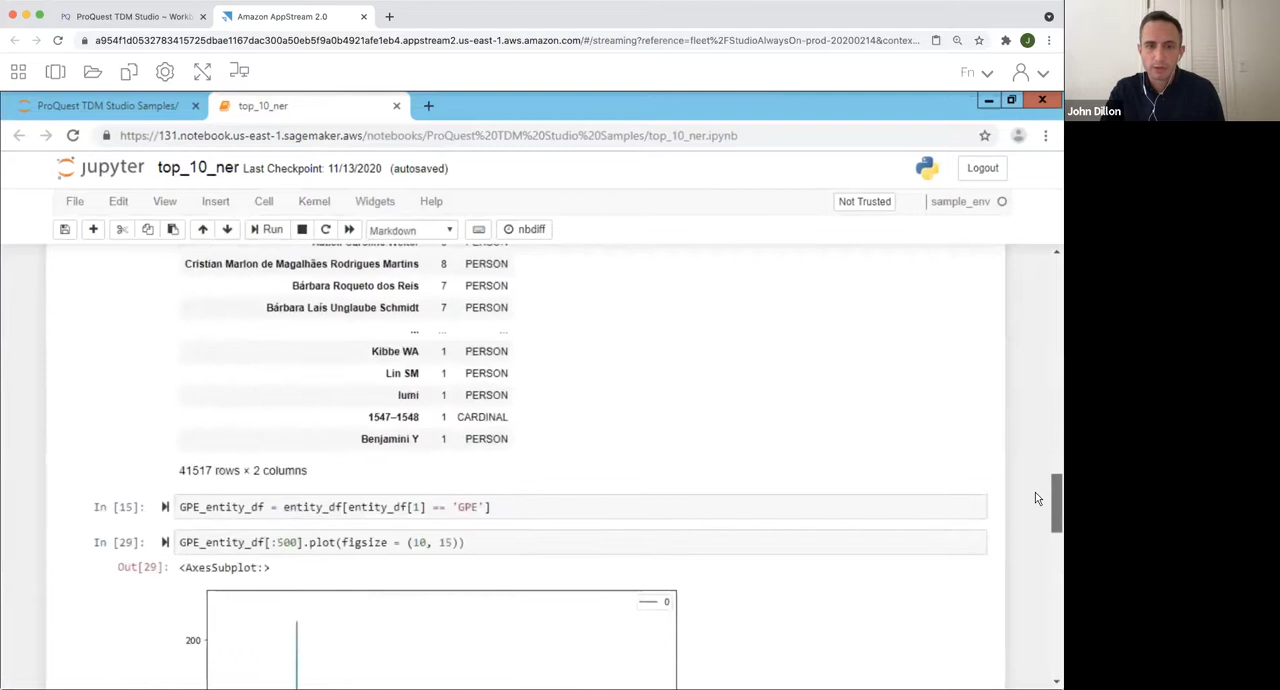 ProQuest TDM Studio ~ Workb
Amazon AppStream 2.0
a954f1d0532783415725dbae1167dac300a50eb5f9a0b4921afe1eb4.appstream2.us-east-1.aws.amazon.com/#/streaming?reference=fleet%2FStudioAlwaysOn-prod-20200214&contex...
J
Fn
John Dillon
ProQuest TDM Studio Samples/
top_10_ner
https://131.notebook.us-east-1.sagemaker.aws/notebooks/ProQuest%20TDM%20Studio%20Samples/top_10_ner.ipynb
jupyter top_10_ner Last Checkpoint: 11/13/2020 (autosaved)
Logout
File Edit View Insert Cell Kernel Widgets Help
Not Trusted
sample_env
Run
Markdown
nbdiff
Cristian Marlon de Magalhães Rodrigues Martins 8 PERSON
Bárbara Roqueto dos Reis 7 PERSON
Bárbara Laís Unglaube Schmidt 7 PERSON
... ... ...
Kibbe WA 1 PERSON
Lin SM 1 PERSON
lumi 1 PERSON
1547–1548 1 CARDINAL
Benjamini Y 1 PERSON
41517 rows × 2 columns
In [15]: GPE_entity_df = entity_df[entity_df[1] == 'GPE']
In [29]: GPE_entity_df[:500].plot(figsize = (10, 15))
Out[29]: <AxesSubplot:>
0
200